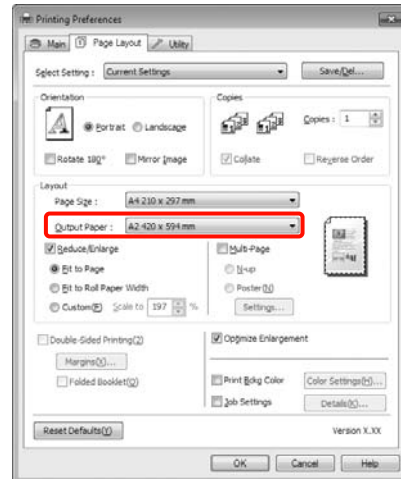 Printing Preferences
Main Page Layout Utility
Select Setting : Current Settings Save/Del...
Orientation
Portrait Landscape
Rotate 180° Mirror Image
Copies
Copies : 1
Collate Reverse Order
Layout
Page Size : A4 210 x 297 mm
Output Paper : A2 420 x 594 mm
Reduce/Enlarge
Fit to Page
Fit to Roll Paper Width
Custom(F) Scale to 197 %
Multi-Page
N-up
Poster(N)
Settings...
Double-Sided Printing(2)
Margins(X)...
Folded Booklet(Q)
Optimize Enlargement
Print Bckg Color Color Settings(H)...
Job Settings Details(K)...
Reset Defaults(Y) Version X.XX
OK Cancel Help